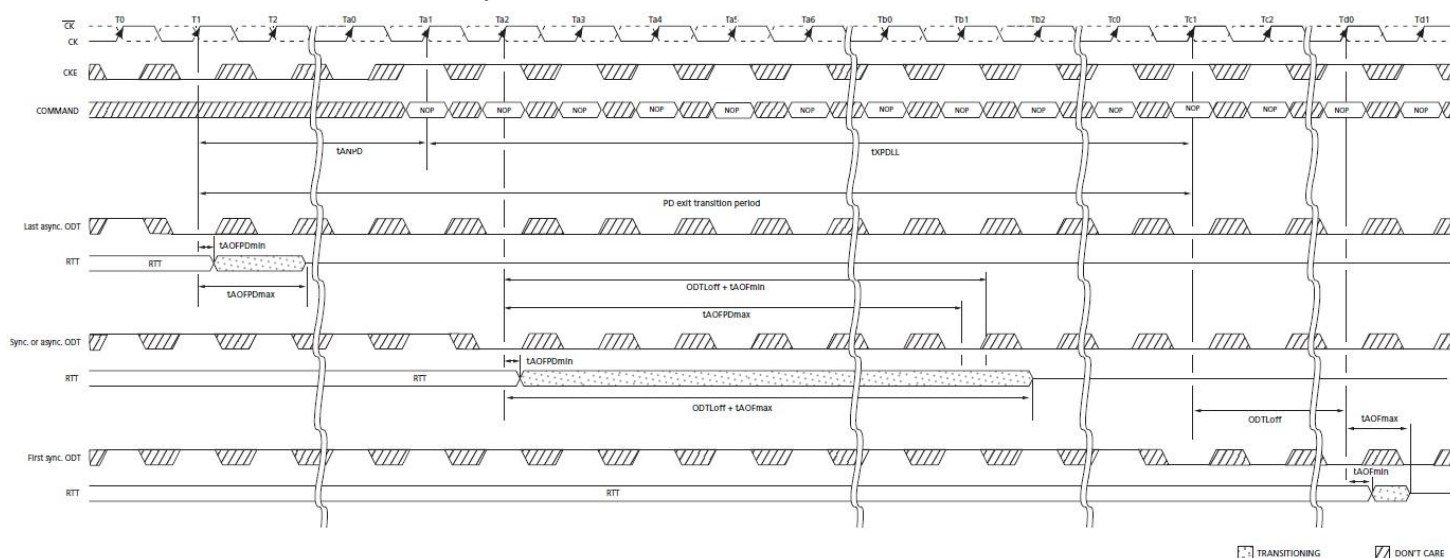 T0 T1 T2 Ta0 Ta1 Ta2 Ta3 Ta4 Ta5 Ta6 Tb0 Tb1 Tb2 Tc0 Tc1 Tc2 Td0 Td1
CK
CK
CKE
COMMAND NOP NOP NOP NOP NOP NOP NOP NOP NOP NOP NOP NOP NOP NOP
tANPD tXPDLL
PD exit transition period
Last async. ODT
tAOFPDmin
RTT RTT
tAOFPDmax
ODTLoff + tAOFmin
tAOFPDmax
Sync. or async. ODT
tAOFPDmin
RTT RTT
ODTLoff + tAOFmax
ODTLoff tAOFmax
First sync. ODT
tAOFmin
RTT RTT
TRANSITIONING DON'T CARE